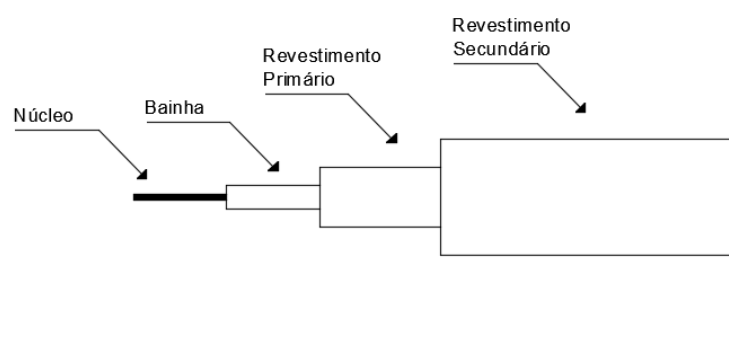 Núcleo
Bainha
Revestimento
Primário
Revestimento
Secundário